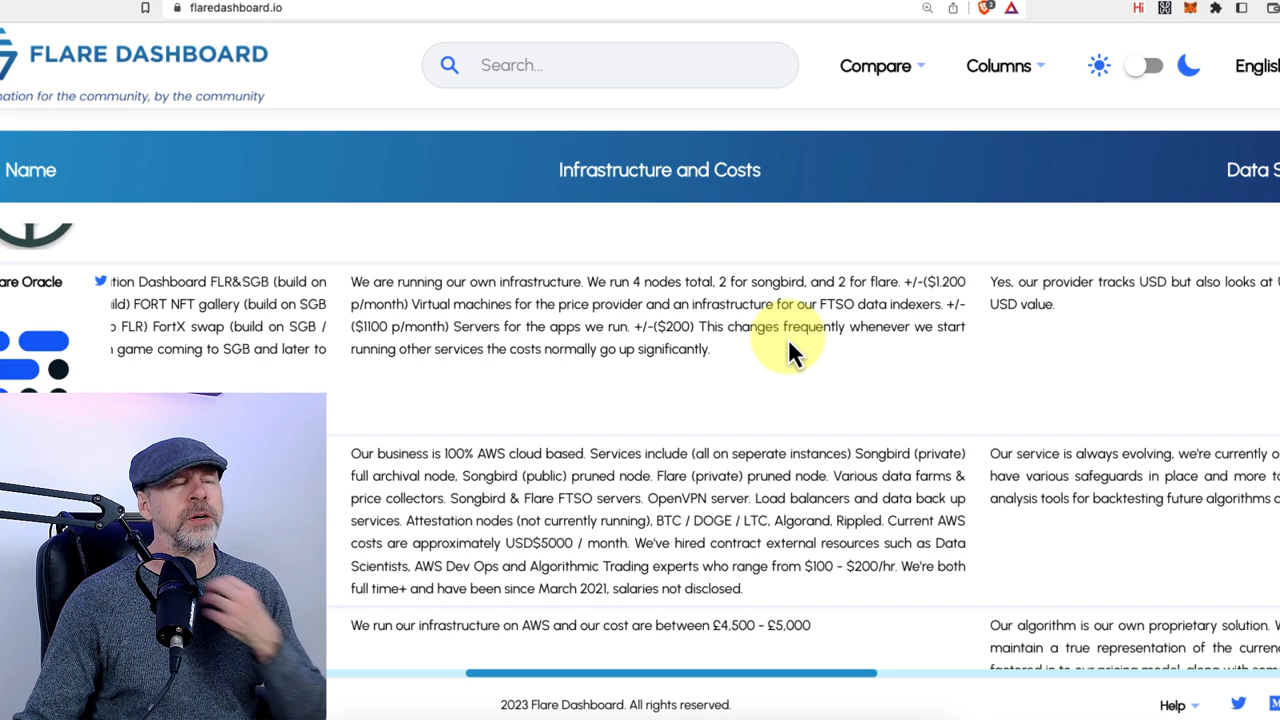 flaredashboard.io
2
Hi
FLARE DASHBOARD
Search...
Compare
Columns
English
mation for the community, by the community
Name
Infrastructure and Costs
Data S
are Oracle
tion Dashboard FLR&SGB (build on
ild) FORT NFT gallery (build on SGB
o FLR) FortX swap (build on SGB /
game coming to SGB and later to
We are running our own infrastructure. We run 4 nodes total, 2 for songbird, and 2 for flare. +/-($1.200
p/month) Virtual machines for the price provider and an infrastructure for our FTSO data indexers. +/-
($1100 p/month) Servers for the apps we run. +/-($200) This changes frequently whenever we start
running other services the costs normally go up significantly.
Yes, our provider tracks USD but also looks at U
USD value.
Our business is 100% AWS cloud based. Services include (all on seperate instances) Songbird (private)
full archival node, Songbird (public) pruned node. Flare (private) pruned node. Various data farms &
price collectors. Songbird & Flare FTSO servers. OpenVPN server. Load balancers and data back up
services. Attestation nodes (not currently running), BTC / DOGE / LTC, Algorand, Rippled. Current AWS
costs are approximately USD$5000 / month. We've hired contract external resources such as Data
Scientists, AWS Dev Ops and Algorithmic Trading experts who range from $100 - $200/hr. We're both
full time+ and have been since March 2021, salaries not disclosed.
Our service is always evolving, we're currently o
have various safeguards in place and more to
analysis tools for backtesting future algorithms a
We run our infrastructure on AWS and our cost are between £4,500 - £5,000
Our algorithm is our own proprietary solution. W
maintain a true representation of the curren
factored in to our pricing model, along with som
2023 Flare Dashboard. All rights reserved.
Help